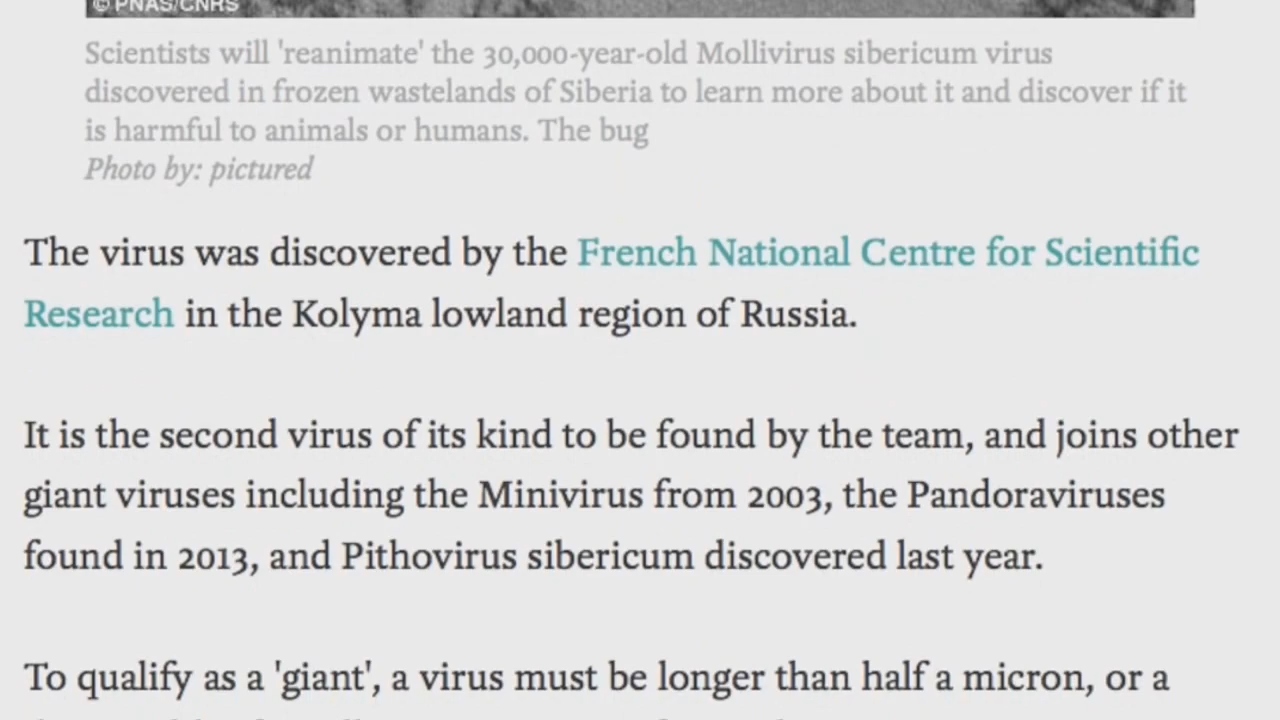 © PNAS/CNRS
Scientists will 'reanimate' the 30,000-year-old Mollivirus sibericum virus
discovered in frozen wastelands of Siberia to learn more about it and discover if it
is harmful to animals or humans. The bug
Photo by: pictured
The virus was discovered by the French National Centre for Scientific
Research in the Kolyma lowland region of Russia.
It is the second virus of its kind to be found by the team, and joins other
giant viruses including the Minivirus from 2003, the Pandoraviruses
found in 2013, and Pithovirus sibericum discovered last year.
To qualify as a 'giant', a virus must be longer than half a micron, or a